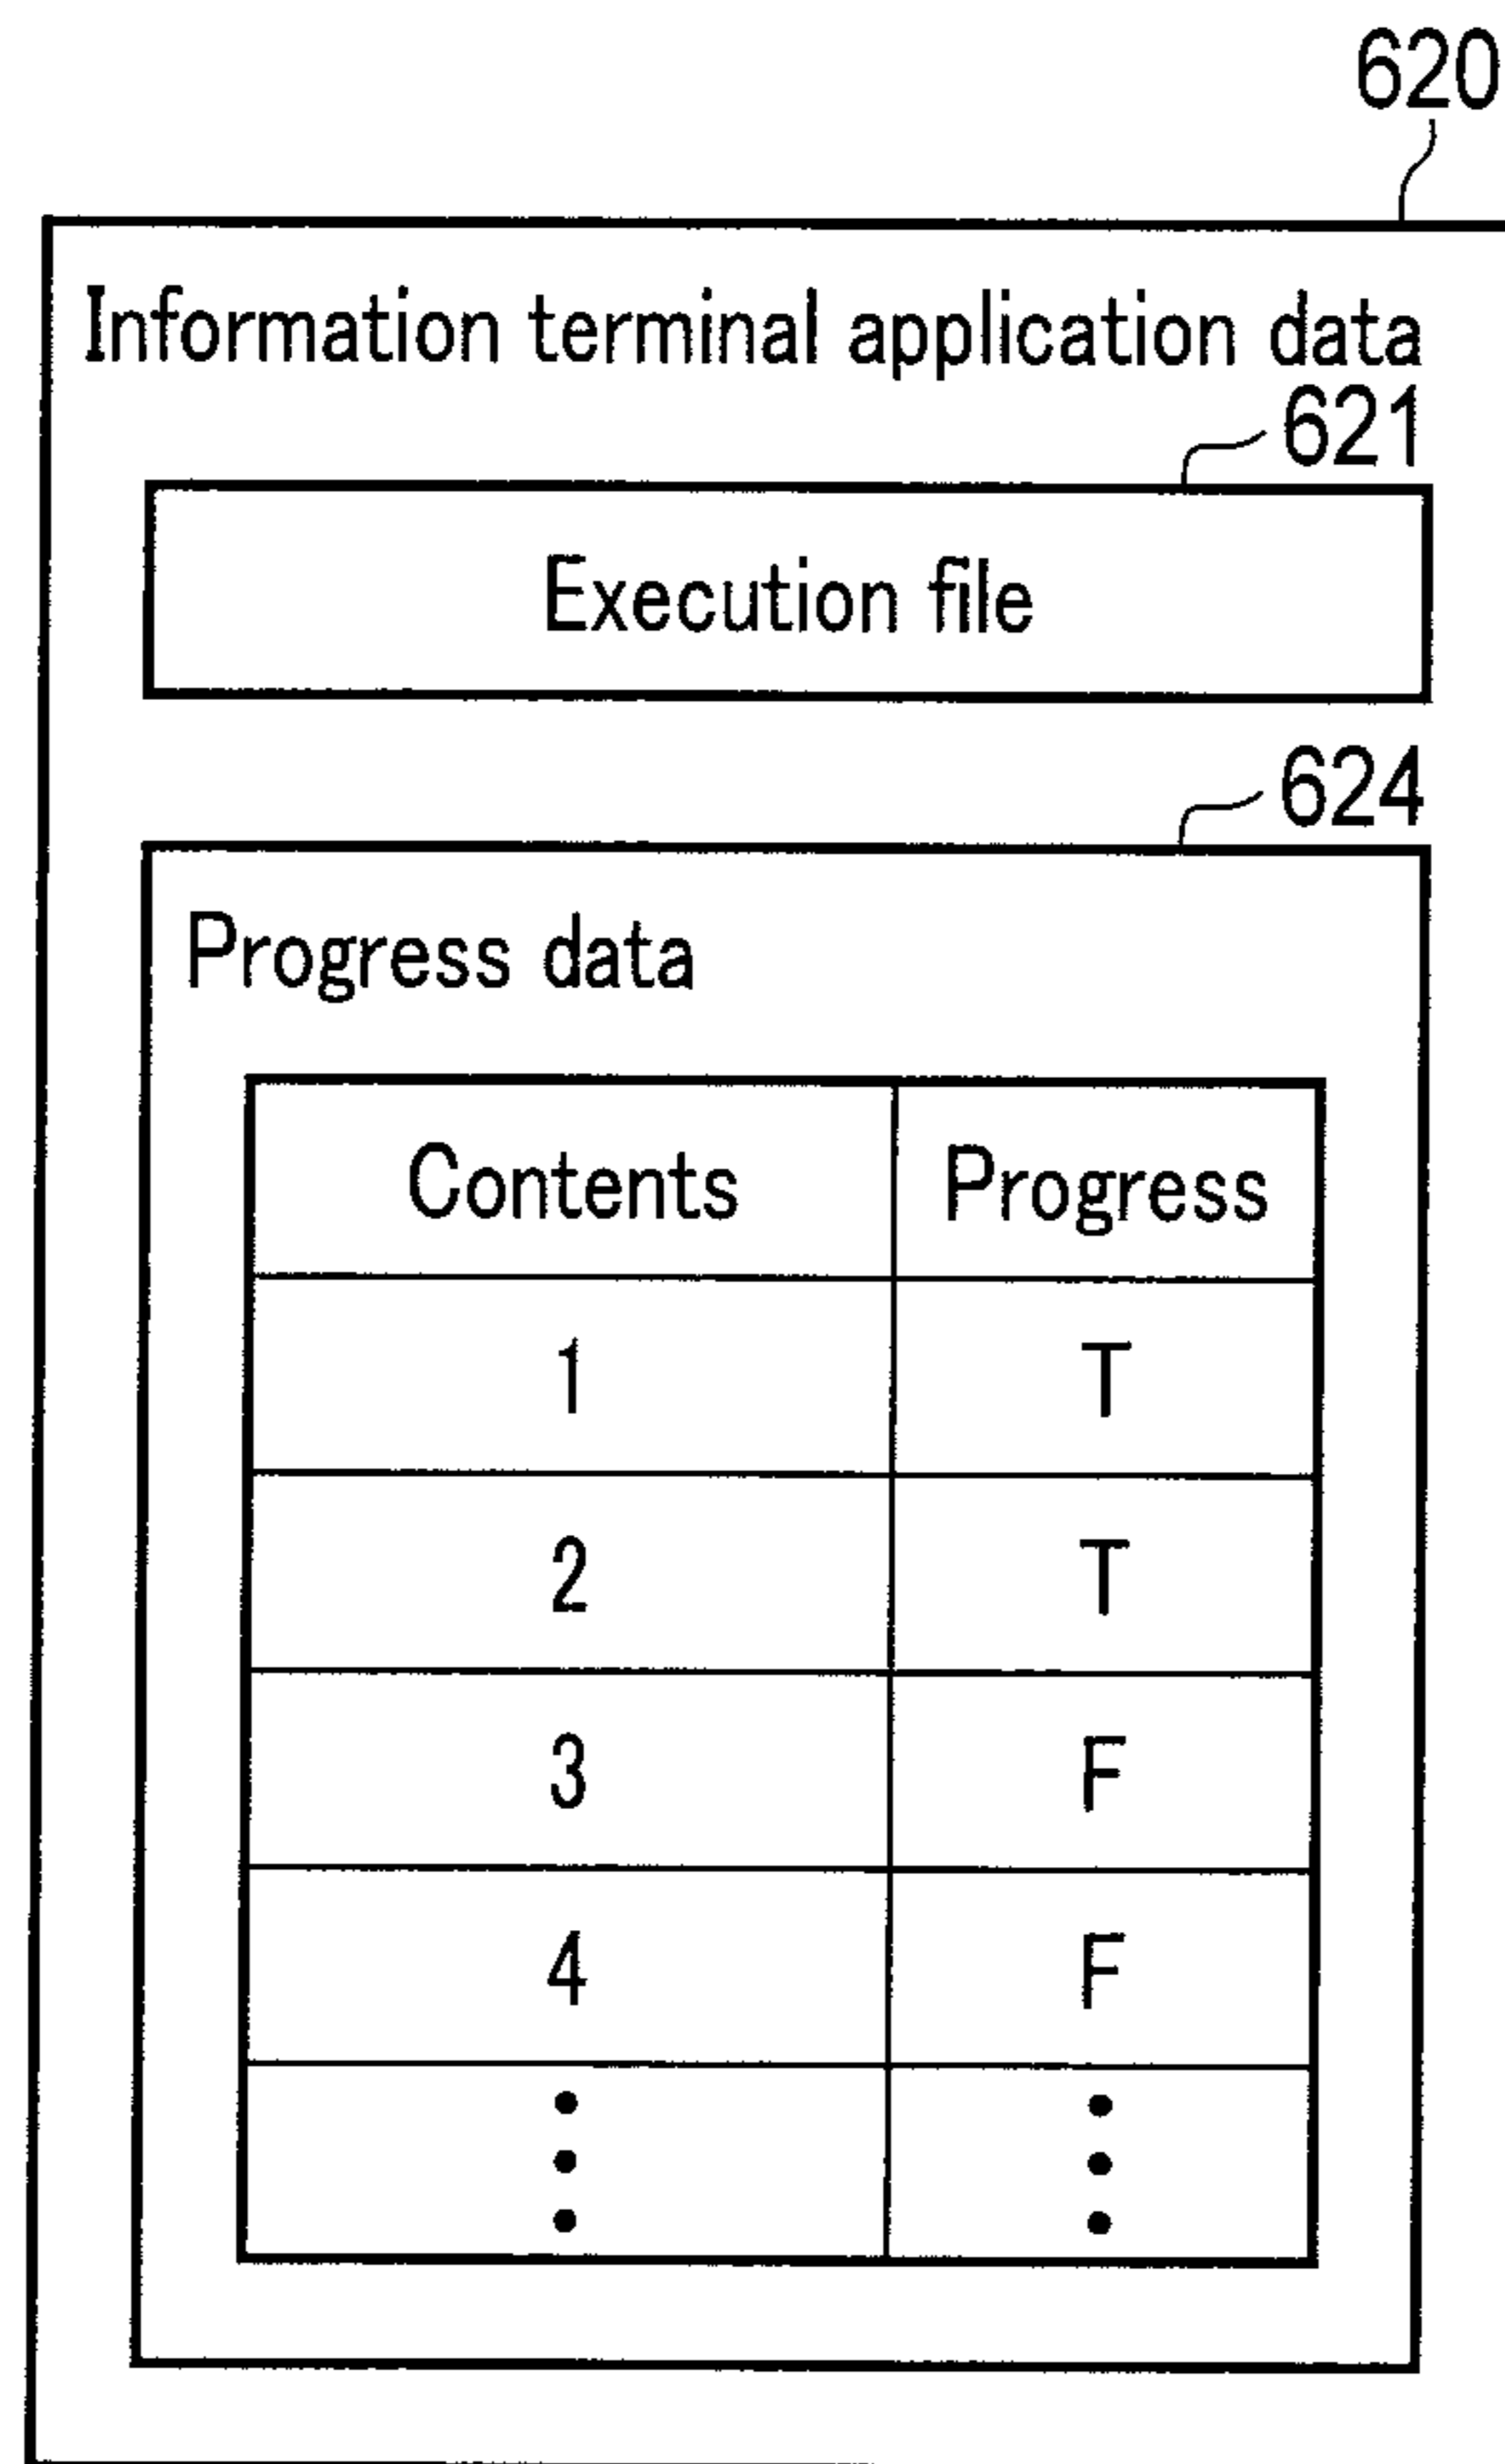 620
Information terminal application data
621
Execution file
624
Progress data
Contents Progress
1 T
2 T
3 F
4 F